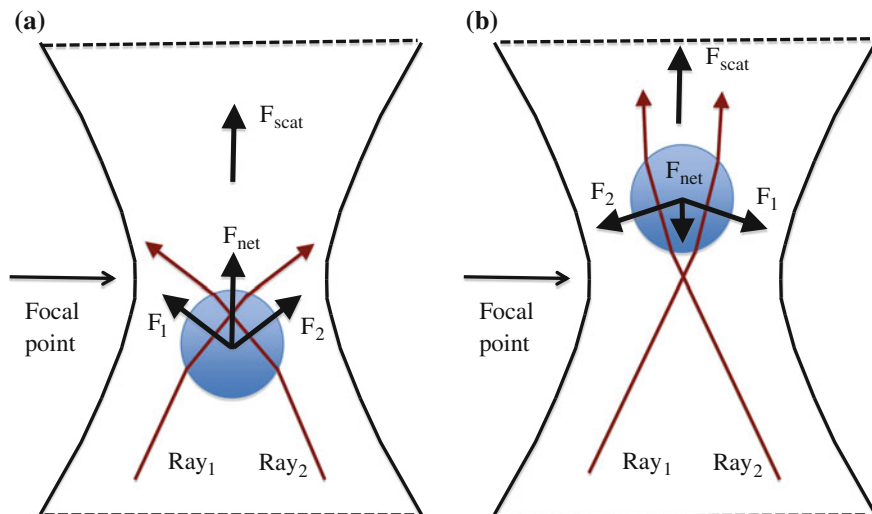 (a)
F_scat
F_net
F_1
F_2
Focal
point
Ray_1
Ray_2
(b)
F_scat
F_net
F_2
F_1
Focal
point
Ray_1
Ray_2